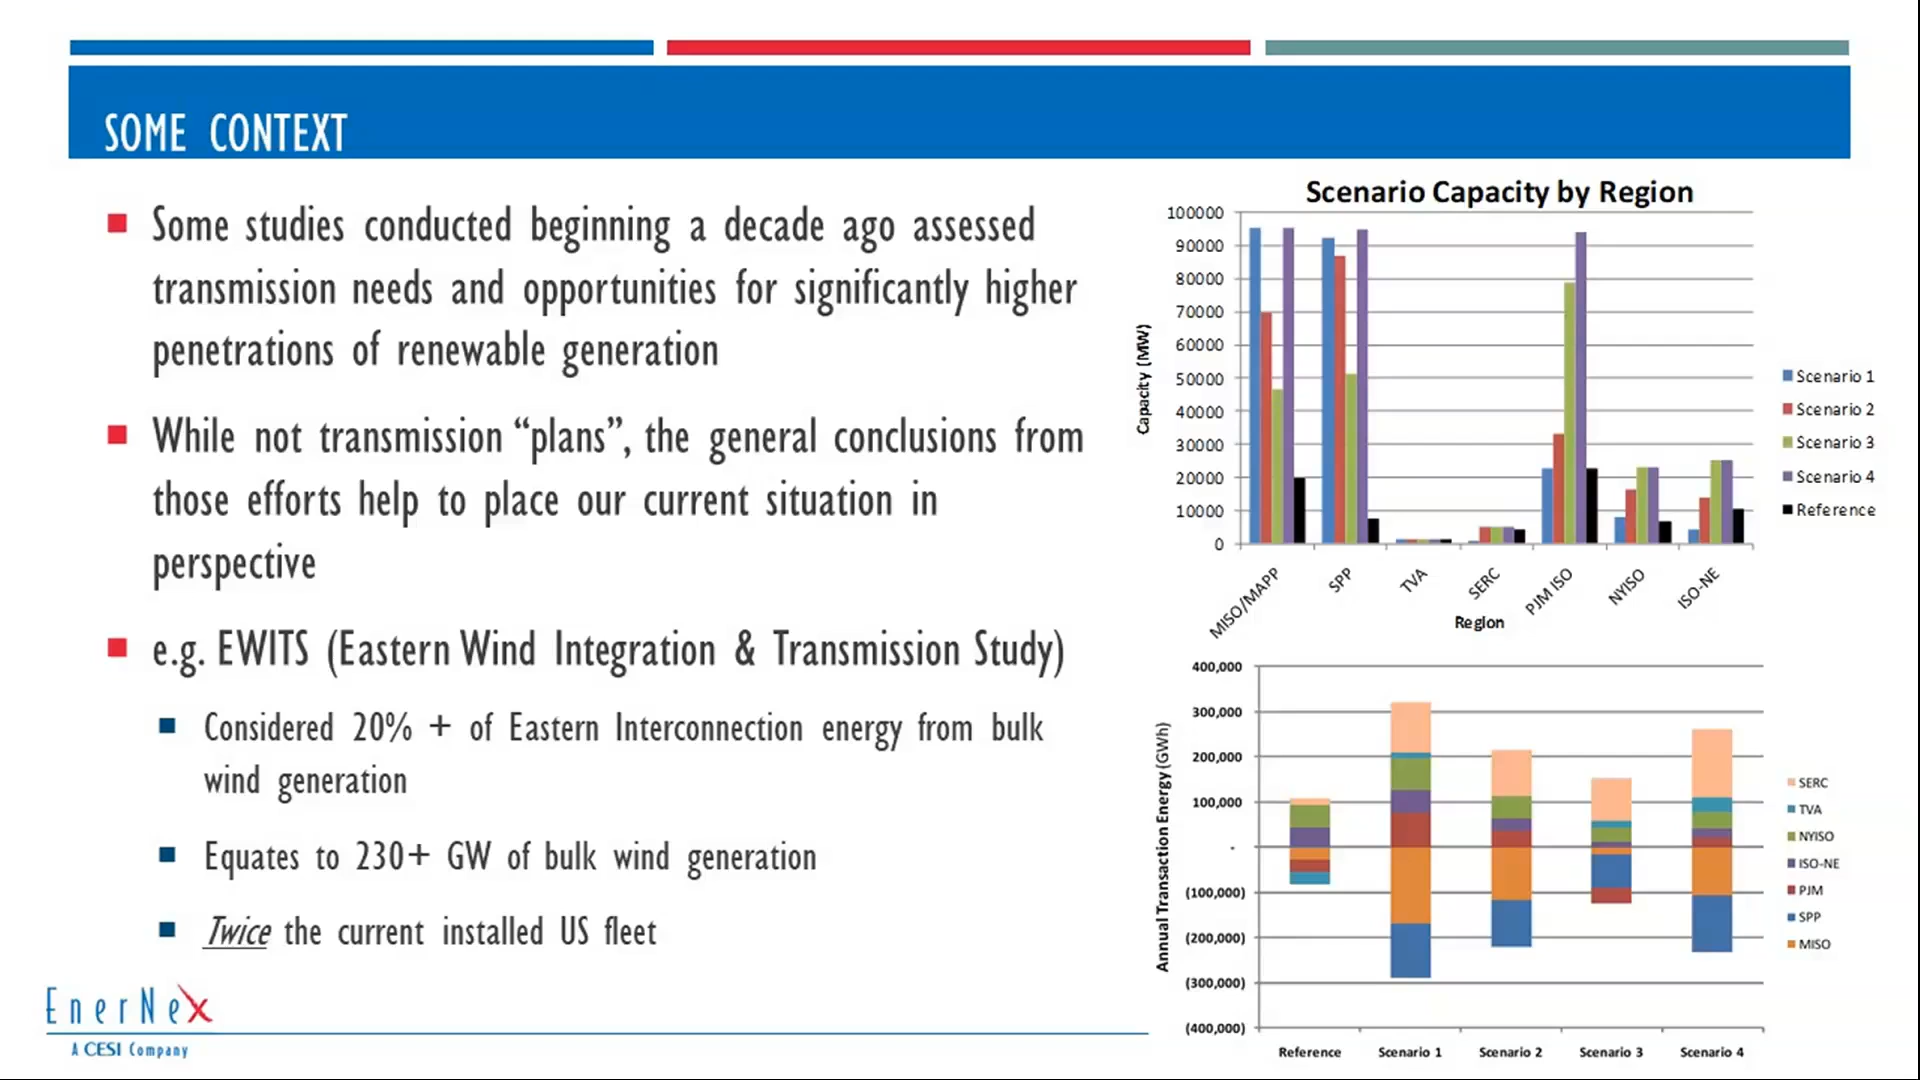 SOME CONTEXT
Some studies conducted beginning a decade ago assessed
transmission needs and opportunities for significantly higher
penetrations of renewable generation
While not transmission “plans”, the general conclusions from
those efforts help to place our current situation in
perspective
e.g. EWITS (Eastern Wind Integration & Transmission Study)
Considered 20% + of Eastern Interconnection energy from bulk
wind generation
Equates to 230+ GW of bulk wind generation
Twice the current installed US fleet
EnerNex
A CESI Company
Scenario Capacity by Region
Capacity (MW)
100000
90000
80000
70000
60000
50000
40000
30000
20000
10000
0
MISO/MAPP
SPP
TVA
SERC
PJM ISO
NYISO
ISO-NE
Region
Scenario 1
Scenario 2
Scenario 3
Scenario 4
Reference
Annual Transaction Energy (GWh)
400,000
300,000
200,000
100,000
-
(100,000)
(200,000)
(300,000)
(400,000)
Reference
Scenario 1
Scenario 2
Scenario 3
Scenario 4
SERC
TVA
NYISO
ISO-NE
PJM
SPP
MISO